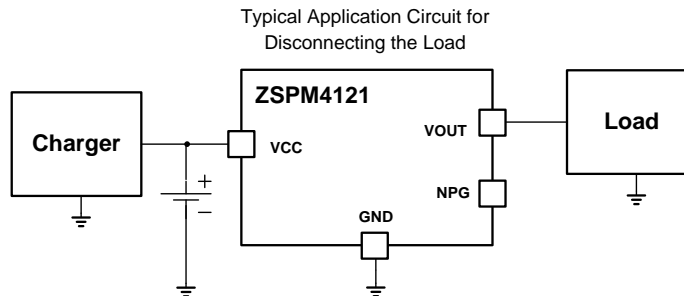 Typical Application Circuit for
Disconnecting the Load
ZSPM4121
Charger
VCC
VOUT
Load
NPG
GND
+
–